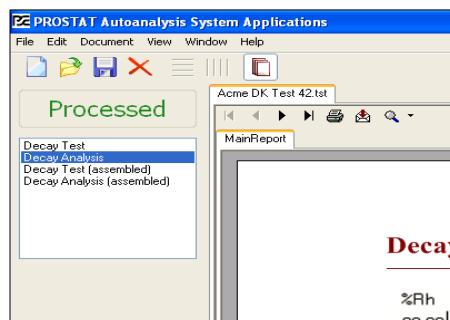 PROSTAT Autoanalysis System Applications
File Edit Document View Window Help
Processed
Acme DK Test 42.tst
MainReport
Decay Test
Decay Analysis
Decay Test (assembled)
Decay Analysis (assembled)
%Rh